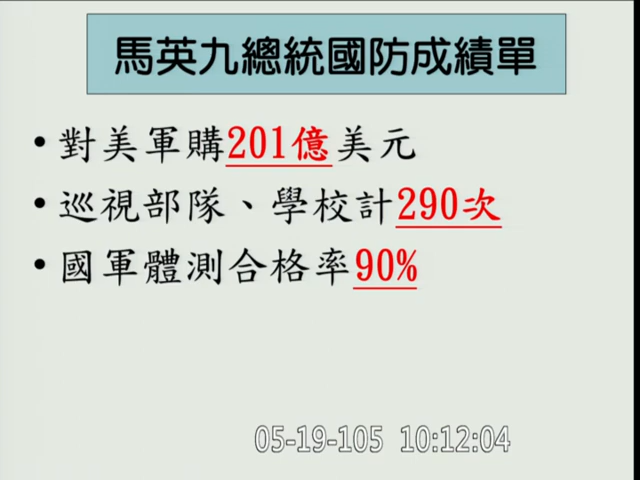 馬英九總統國防成績單
• 對美軍購201億美元
• 巡視部隊、學校計290次
• 國軍體測合格率90%
05-19-105 10:12:04